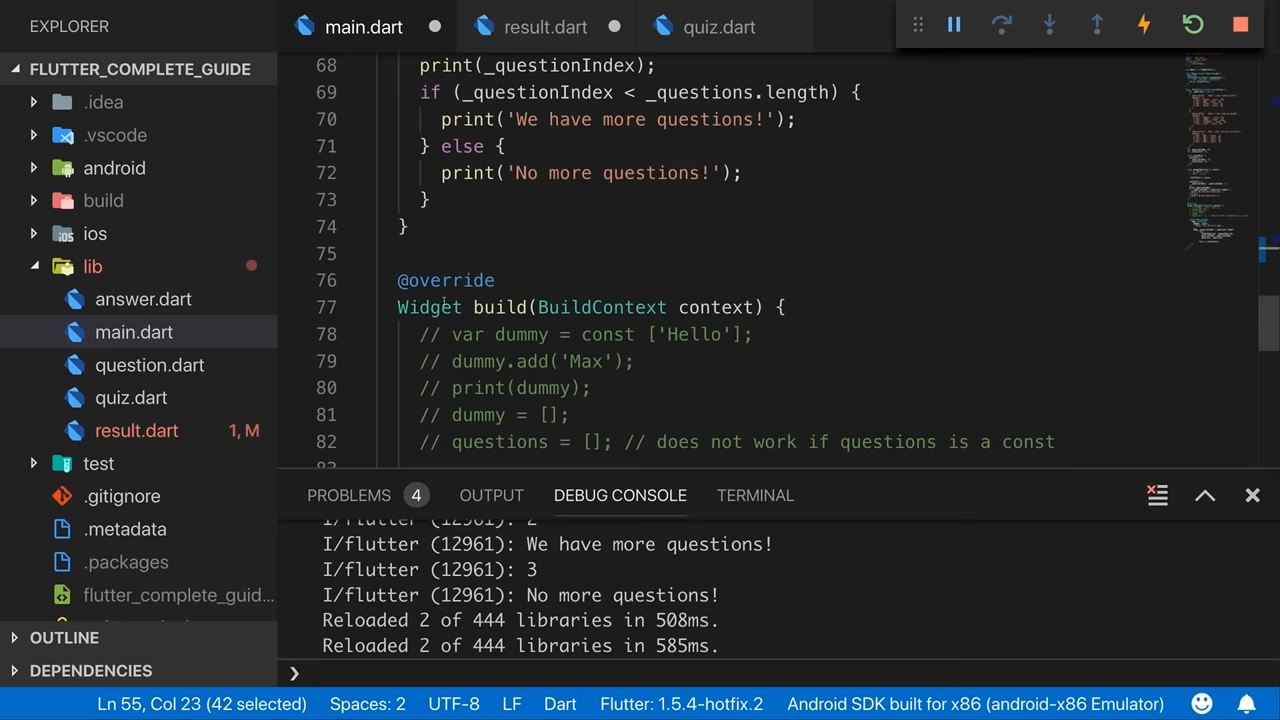 EXPLORER
main.dart
result.dart
quiz.dart
FLUTTER_COMPLETE_GUIDE
.idea
.vscode
android
build
ios
lib
answer.dart
main.dart
question.dart
quiz.dart
result.dart 1, M
test
.gitignore
.metadata
.packages
flutter_complete_guid...
OUTLINE
DEPENDENCIES
68 print(_questionIndex);
69 if (_questionIndex < _questions.length) {
70 print('We have more questions!');
71 } else {
72 print('No more questions!');
73 }
74 }
75
76 @override
77 Widget build(BuildContext context) {
78 // var dummy = const ['Hello'];
79 // dummy.add('Max');
80 // print(dummy);
81 // dummy = [];
82 // questions = []; // does not work if questions is a const
PROBLEMS 4 OUTPUT DEBUG CONSOLE TERMINAL
I/flutter (12961): 2
I/flutter (12961): We have more questions!
I/flutter (12961): 3
I/flutter (12961): No more questions!
Reloaded 2 of 444 libraries in 508ms.
Reloaded 2 of 444 libraries in 585ms.
Ln 55, Col 23 (42 selected) Spaces: 2 UTF-8 LF Dart Flutter: 1.5.4-hotfix.2 Android SDK built for x86 (android-x86 Emulator)